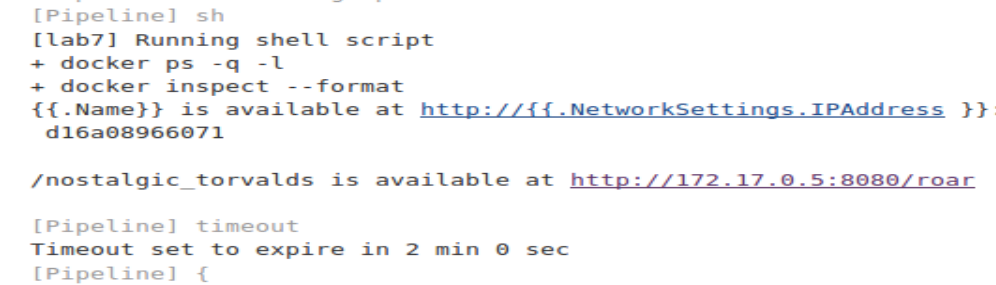 [Pipeline] sh
[lab7] Running shell script
+ docker ps -q -l
+ docker inspect --format
{{.Name}} is available at http://{{.NetworkSettings.IPAddress }}:
d16a08966071
/nostalgic_torvalds is available at http://172.17.0.5:8080/roar
[Pipeline] timeout
Timeout set to expire in 2 min 0 sec
[Pipeline] {